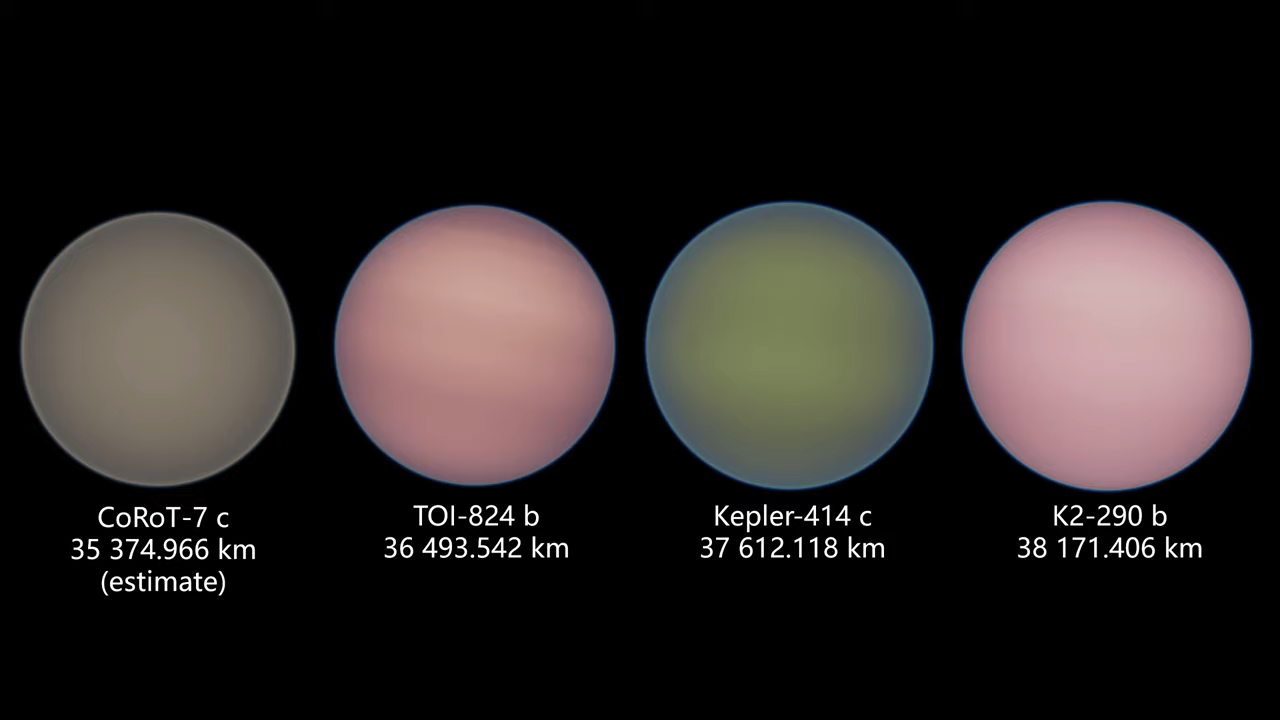 CoRoT-7 c
35 374.966 km
(estimate)
TOI-824 b
36 493.542 km
Kepler-414 c
37 612.118 km
K2-290 b
38 171.406 km